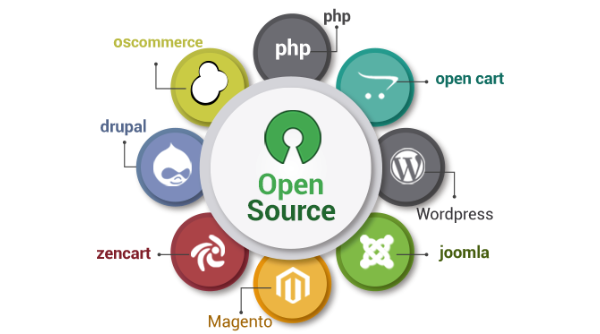 php
oscommerce
php
open cart
drupal
Open
Source
Wordpress
zencart
joomla
Magento